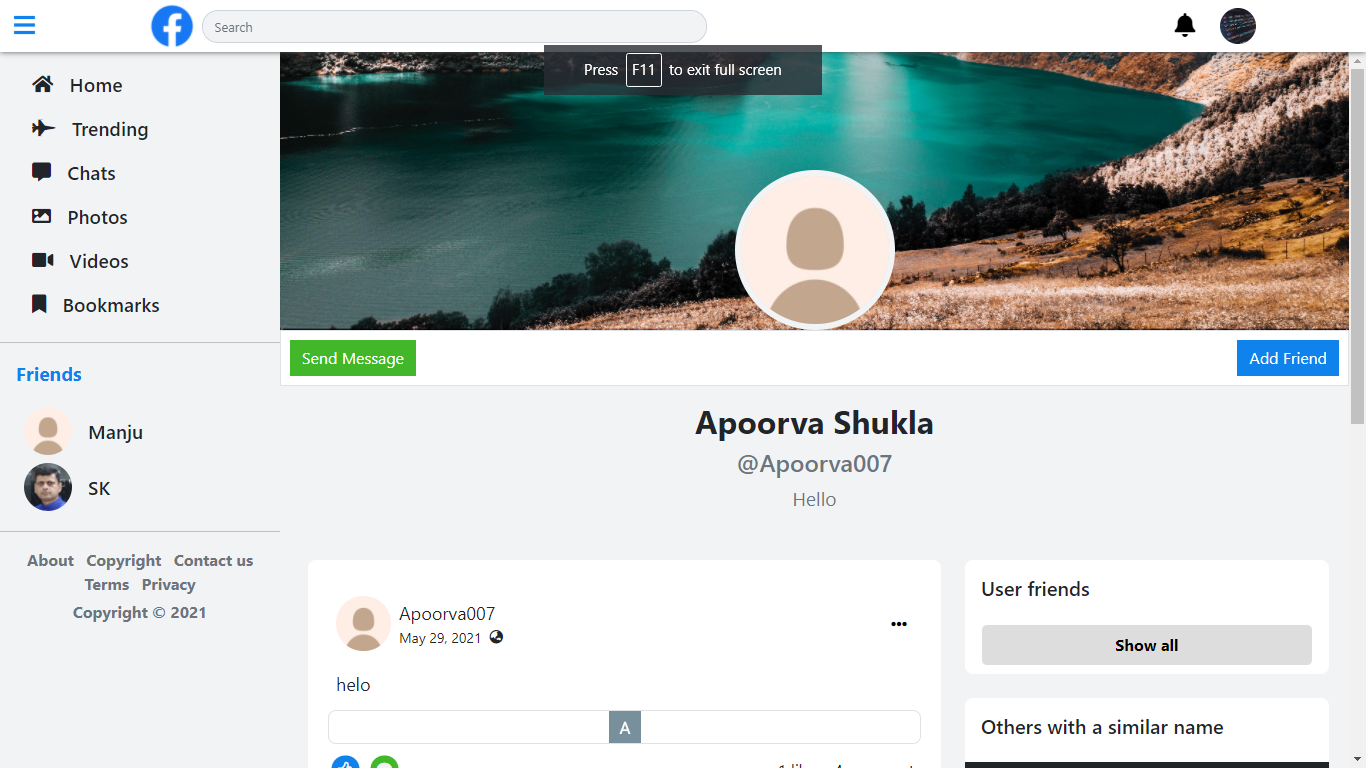 Search
Press F11 to exit full screen
Home
Trending
Chats
Photos
Videos
Bookmarks
Friends
Manju
SK
About Copyright Contact us
Terms Privacy
Copyright © 2021
Send Message
Add Friend
Apoorva Shukla
@Apoorva007
Hello
Apoorva007
May 29, 2021
helo
A
User friends
Show all
Others with a similar name